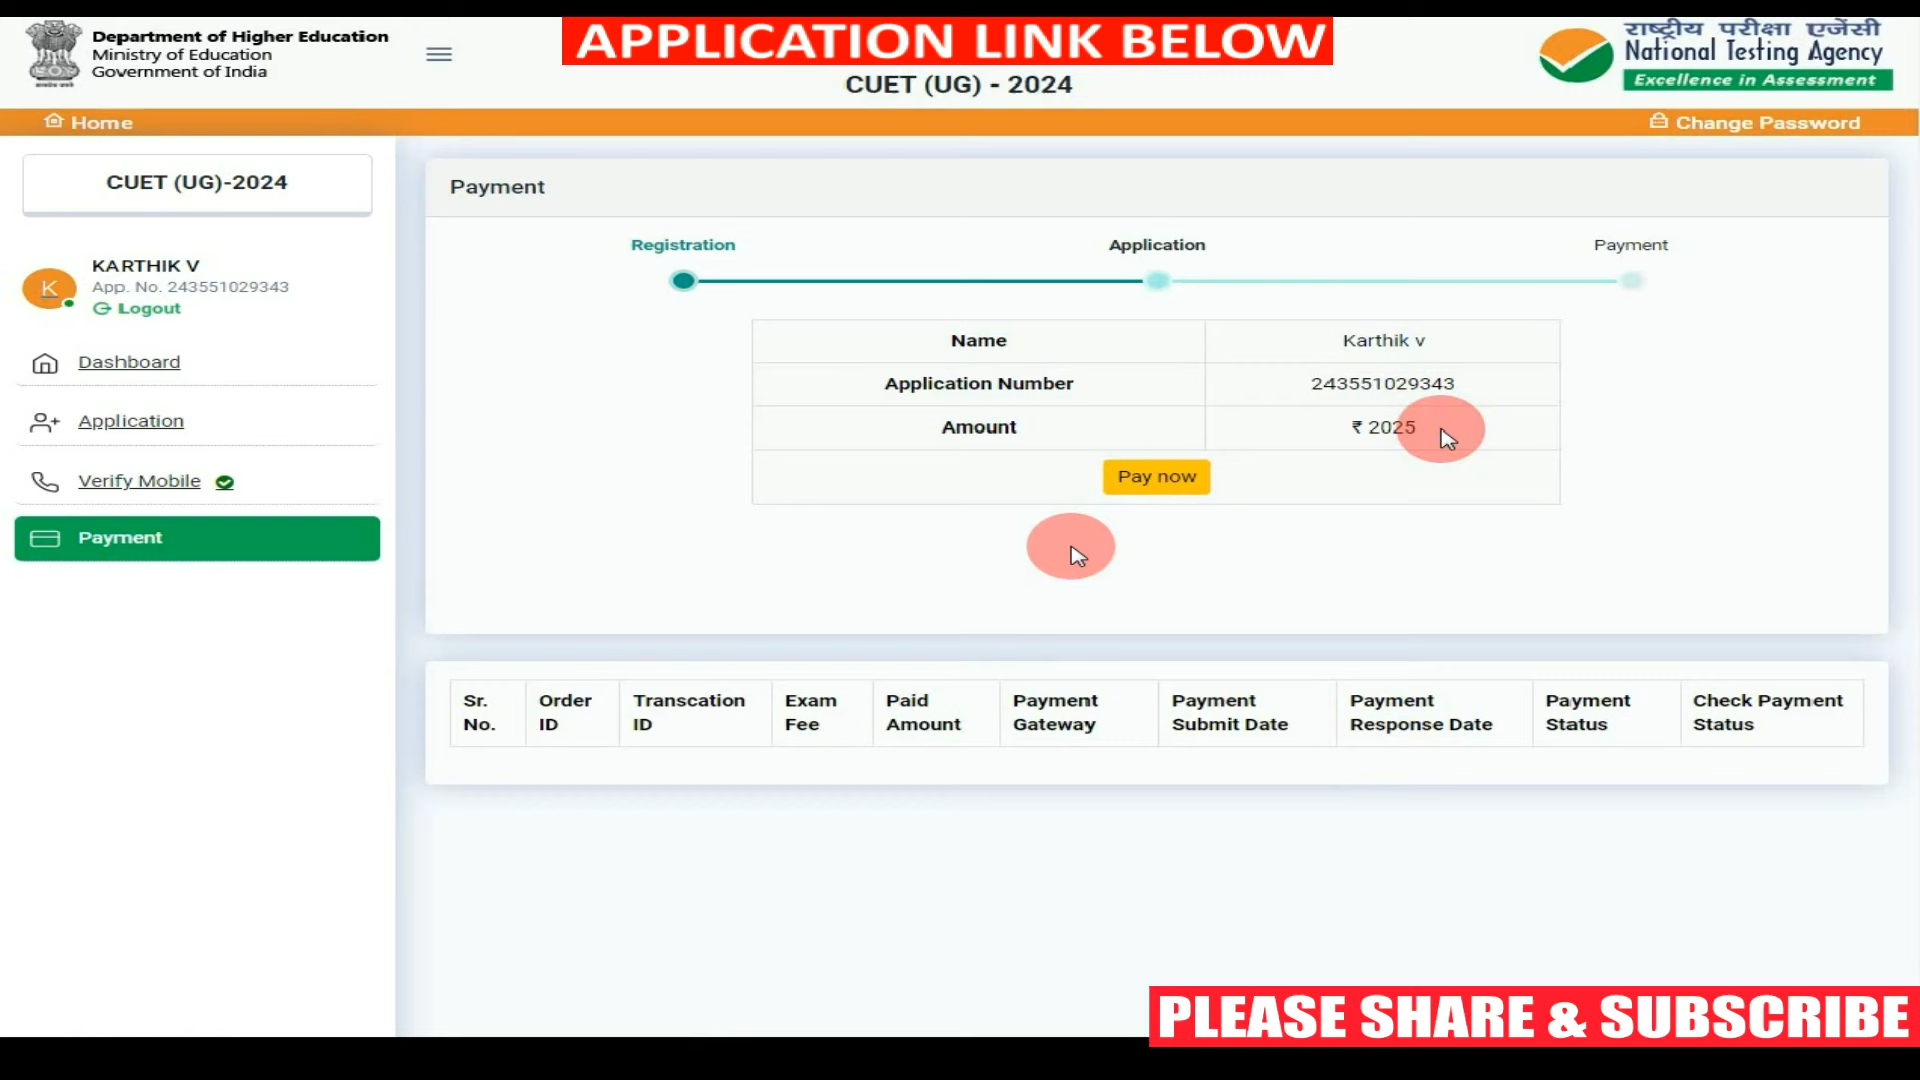 APPLICATION LINK BELOW
Department of Higher Education
Ministry of Education
Government of India
CUET (UG) - 2024
राष्ट्रीय परीक्षा एजेंसी
National Testing Agency
Excellence in Assessment
Home
Change Password
CUET (UG)-2024
K
KARTHIK V
App. No. 243551029343
Logout
Dashboard
Application
Verify Mobile
Payment
Payment
Registration
Application
Payment
Name
Karthik v
Application Number
243551029343
Amount
₹ 2025
Pay now
Sr. No.
Order ID
Transcation ID
Exam Fee
Paid Amount
Payment Gateway
Payment Submit Date
Payment Response Date
Payment Status
Check Payment Status
PLEASE SHARE & SUBSCRIBE